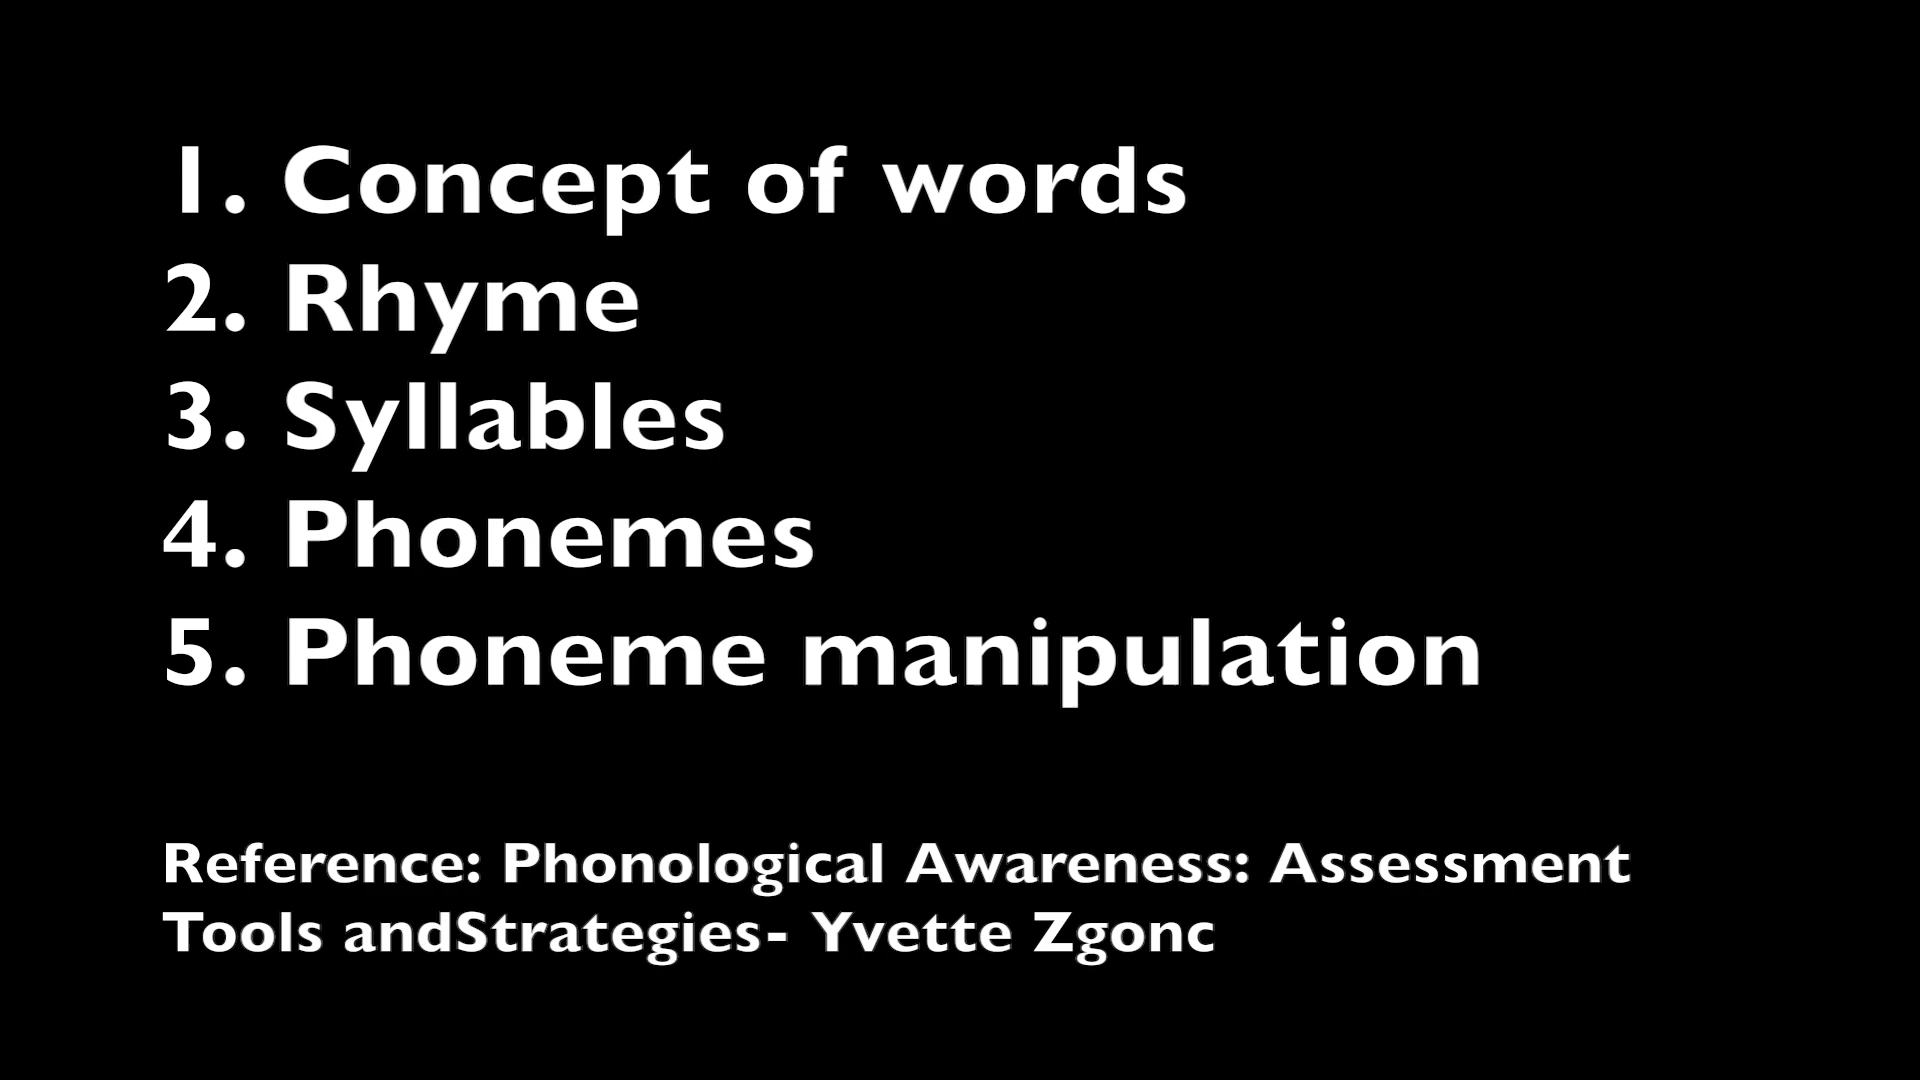 1. Concept of words
2. Rhyme
3. Syllables
4. Phonemes
5. Phoneme manipulation
Reference: Phonological Awareness: Assessment
Tools andStrategies- Yvette Zgonc